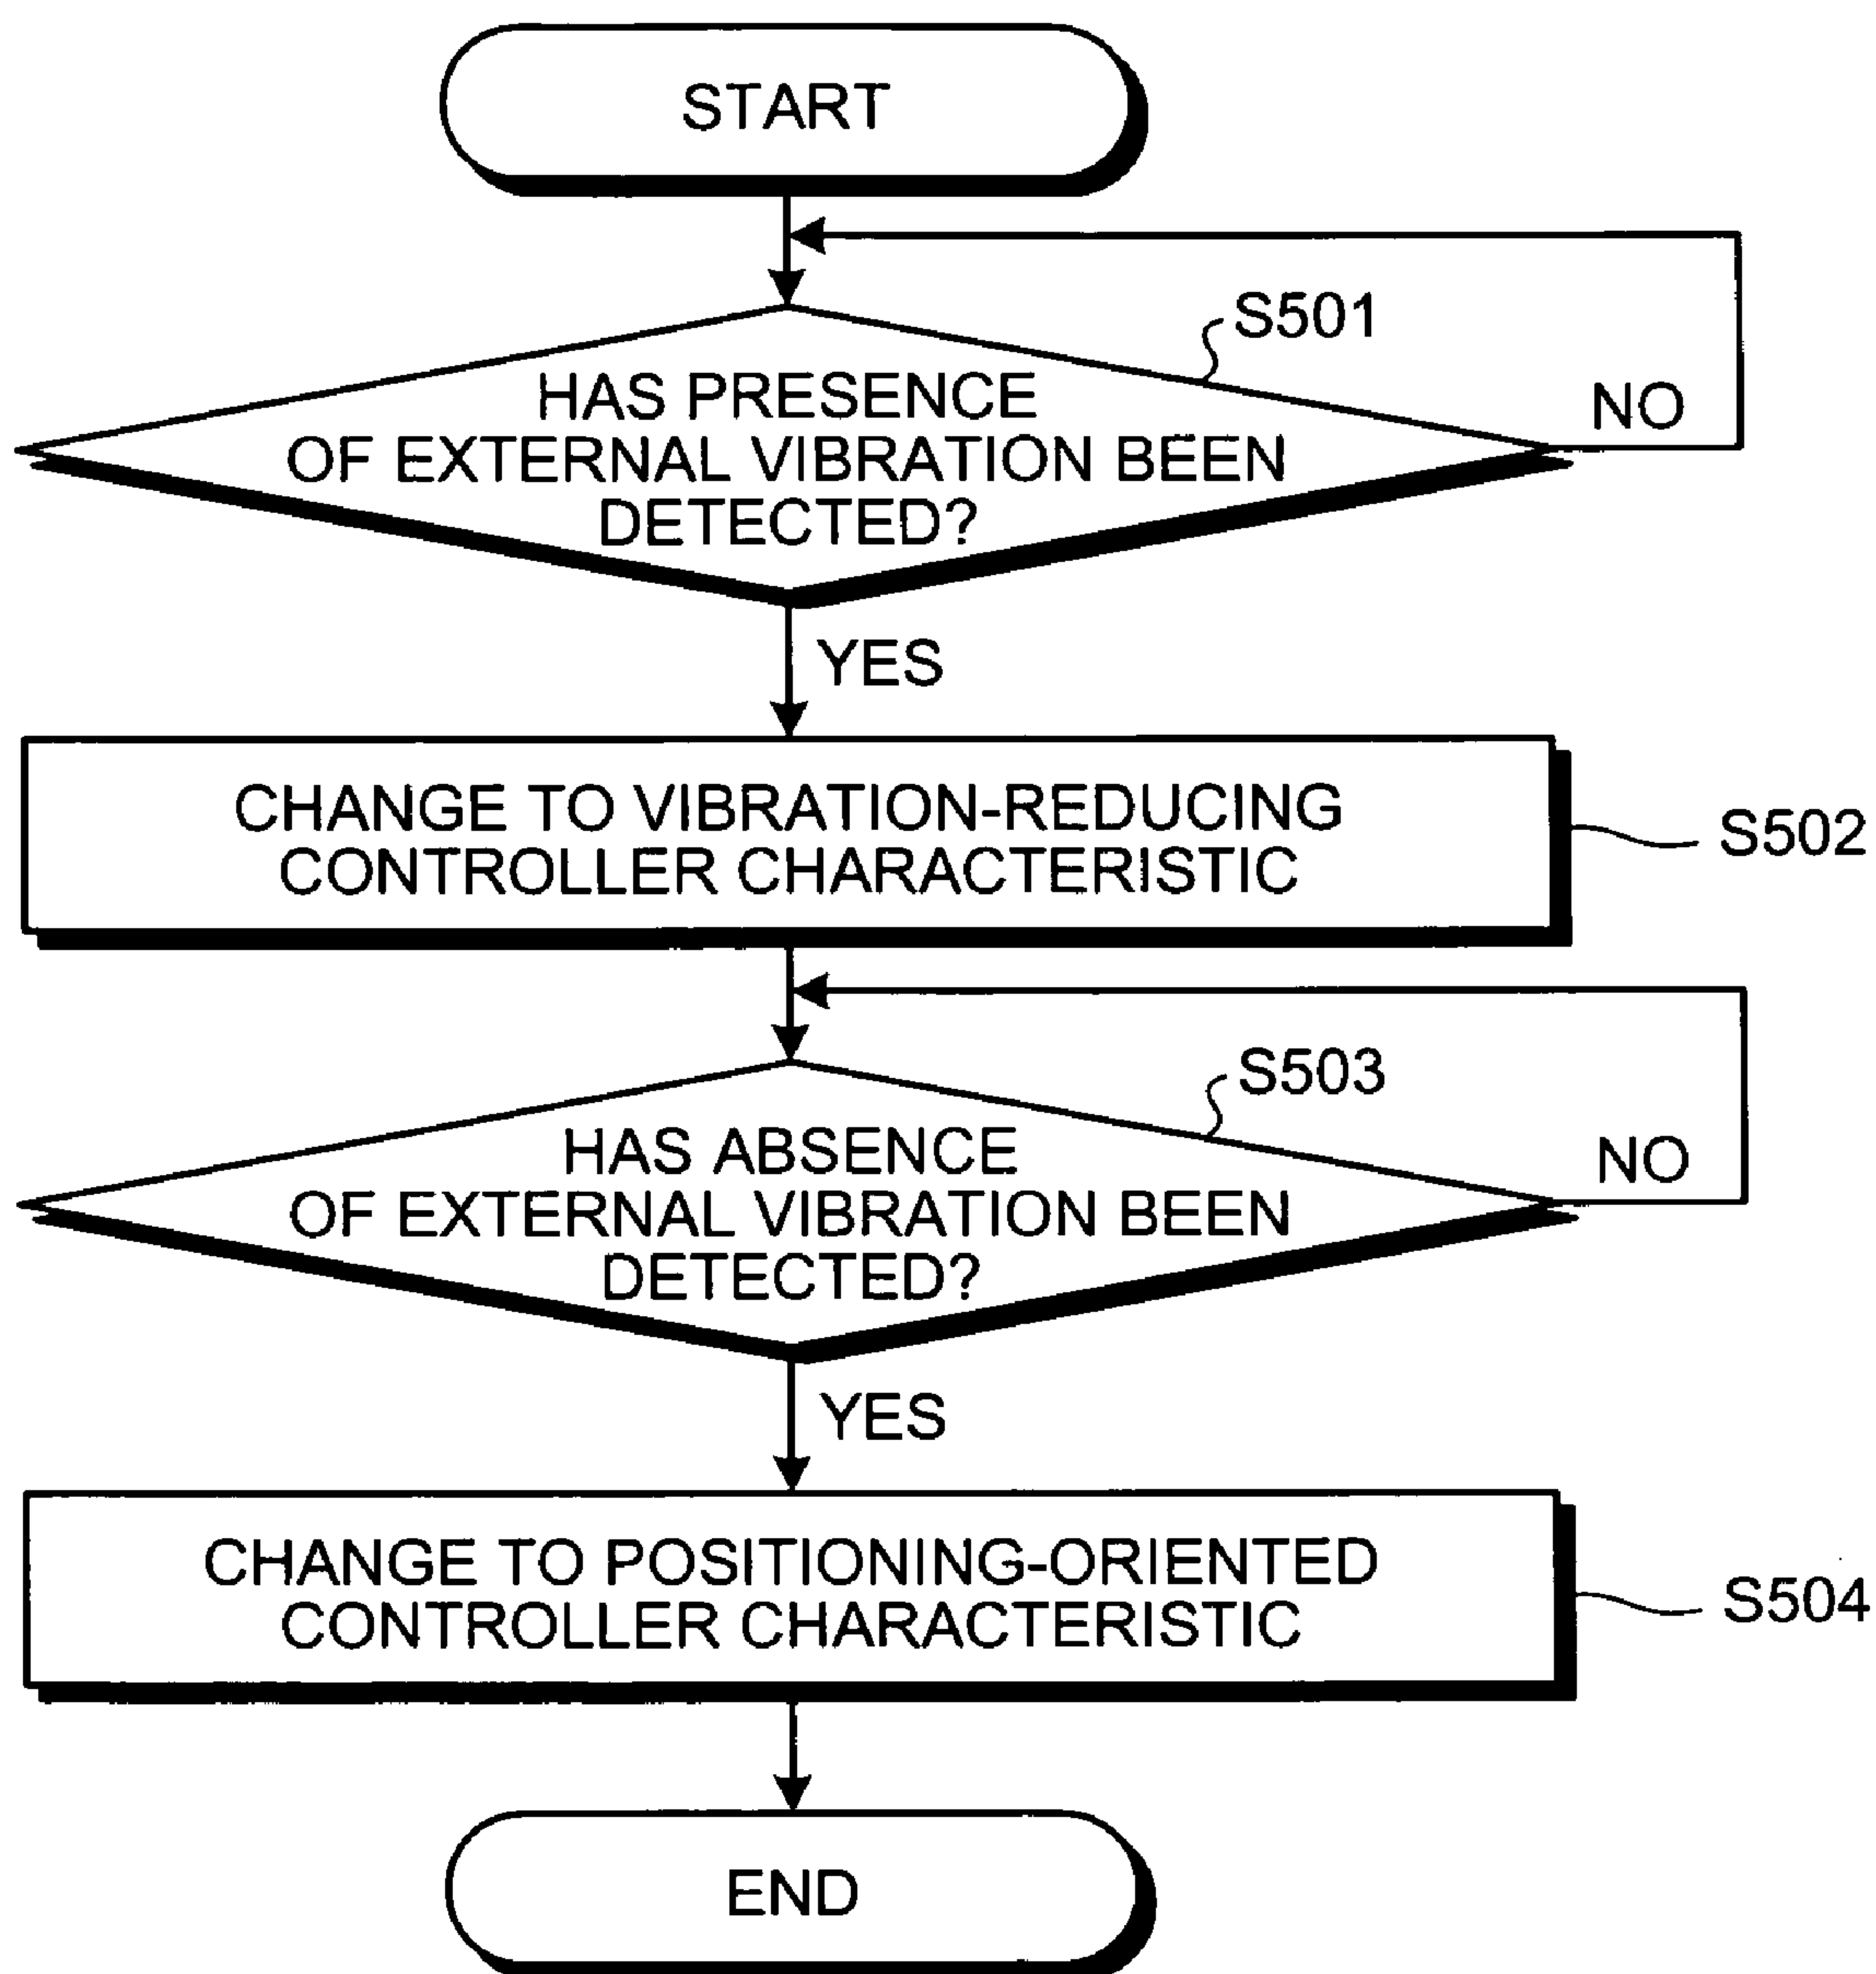 START
S501
HAS PRESENCE
OF EXTERNAL VIBRATION BEEN
DETECTED?
NO
YES
CHANGE TO VIBRATION-REDUCING
CONTROLLER CHARACTERISTIC
S502
S503
HAS ABSENCE
OF EXTERNAL VIBRATION BEEN
DETECTED?
NO
YES
CHANGE TO POSITIONING-ORIENTED
CONTROLLER CHARACTERISTIC
S504
END